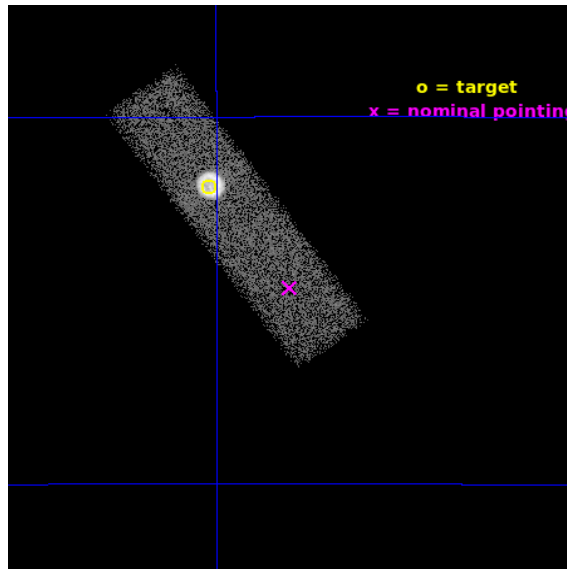 o = target
x = nominal pointing